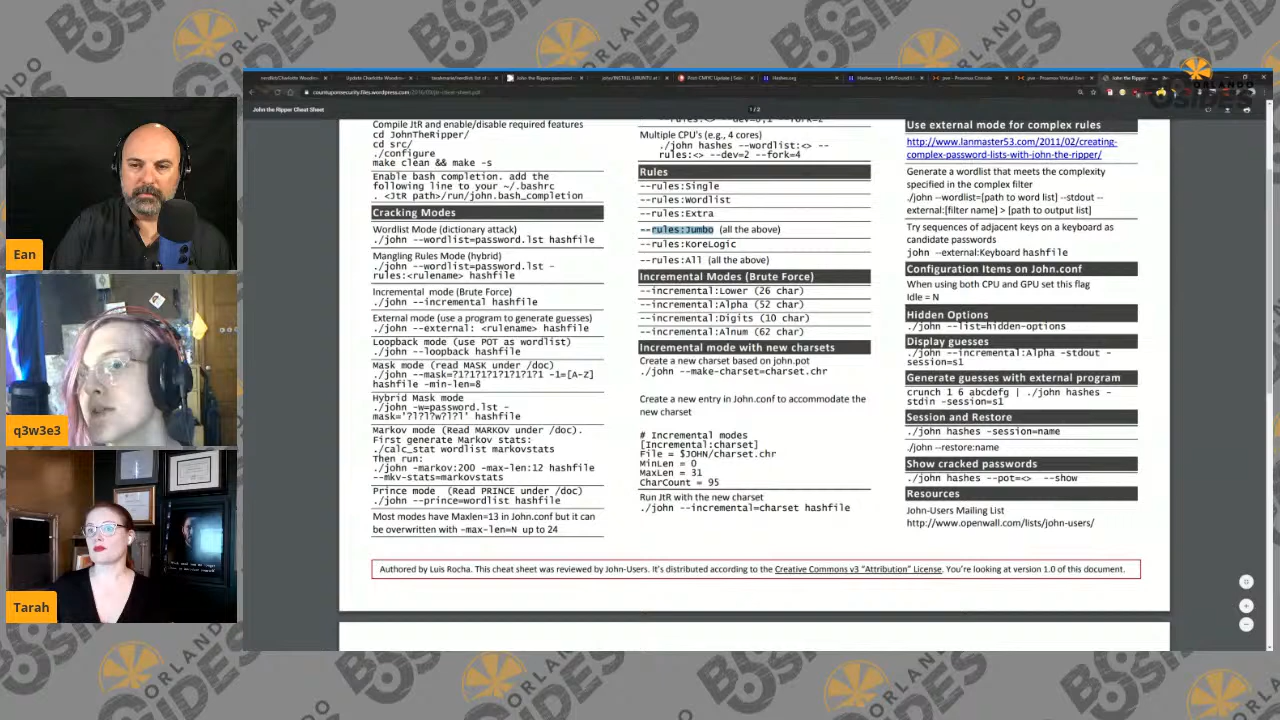 BSIDES ORLANDO
Ean
q3w3e3
Tarah
John the Ripper Cheat Sheet
1 / 2
Compile JtR and enable/disable required features
cd JohnTheRipper/
cd src/
./configure
make clean && make -s
Enable bash completion. add the
following line to your ~/.bashrc
. <JtR path>/run/john.bash_completion
Cracking Modes
Wordlist Mode (dictionary attack)
./john --wordlist=password.lst hashfile
Mangling Rules Mode (hybrid)
./john --wordlist=password.lst -
rules:<rulename> hashfile
Incremental mode (Brute Force)
./john --incremental hashfile
External mode (use a program to generate guesses)
./john --external: <rulename> hashfile
Loopback mode (use POT as wordlist)
./john --loopback hashfile
Mask mode (read MASK under /doc)
./john --mask=?1?1?1?1?1?1?1?1 -1=[A-Z]
hashfile -min-len=8
Hybrid Mask mode
./john -w=password.lst -
mask='?l?l?w?l?l' hashfile
Markov mode (Read MARKOV under /doc).
First generate Markov stats:
./calc_stat wordlist markovstats
Then run:
./john -markov:200 -max-len:12 hashfile
--mkv-stats=markovstats
Prince mode (Read PRINCE under /doc)
./john --prince=wordlist hashfile
Most modes have Maxlen=13 in John.conf but it can
be overwritten with -max-len=N up to 24
Multiple CPU's (e.g., 4 cores)
./john hashes --wordlist:<> --
rules:<> --dev=2 --fork=4
Rules
--rules:Single
--rules:Wordlist
--rules:Extra
--rules:Jumbo (all the above)
--rules:KoreLogic
--rules:All (all the above)
Incremental Modes (Brute Force)
--incremental:Lower (26 char)
--incremental:Alpha (52 char)
--incremental:Digits (10 char)
--incremental:Alnum (62 char)
Incremental mode with new charsets
Create a new charset based on john.pot
./john --make-charset=charset.chr
Create a new entry in John.conf to accommodate the
new charset
# Incremental modes
[Incremental:charset]
File = $JOHN/charset.chr
MinLen = 0
MaxLen = 31
CharCount = 95
Run JtR with the new charset
./john --incremental=charset hashfile
Use external mode for complex rules
http://www.lanmaster53.com/2011/02/creating-
complex-password-lists-with-john-the-ripper/
Generate a wordlist that meets the complexity
specified in the complex filter
./john --wordlist=[path to word list] --stdout --
external:[filter name] > [path to output list]
Try sequences of adjacent keys on a keyboard as
candidate passwords
john --external:Keyboard hashfile
Configuration Items on John.conf
When using both CPU and GPU set this flag
Idle = N
Hidden Options
./john --list=hidden-options
Display guesses
./john --incremental:Alpha -stdout -
session=s1
Generate guesses with external program
crunch 1 6 abcdefg | ./john hashes -
stdin -session=s1
Session and Restore
./john hashes -session=name
./john --restore:name
Show cracked passwords
./john hashes --pot=<> --show
Resources
John-Users Mailing List
http://www.openwall.com/lists/john-users/
Authored by Luis Rocha. This cheat sheet was reviewed by John-Users. It's distributed according to the Creative Commons v3 "Attribution" License. You're looking at version 1.0 of this document.